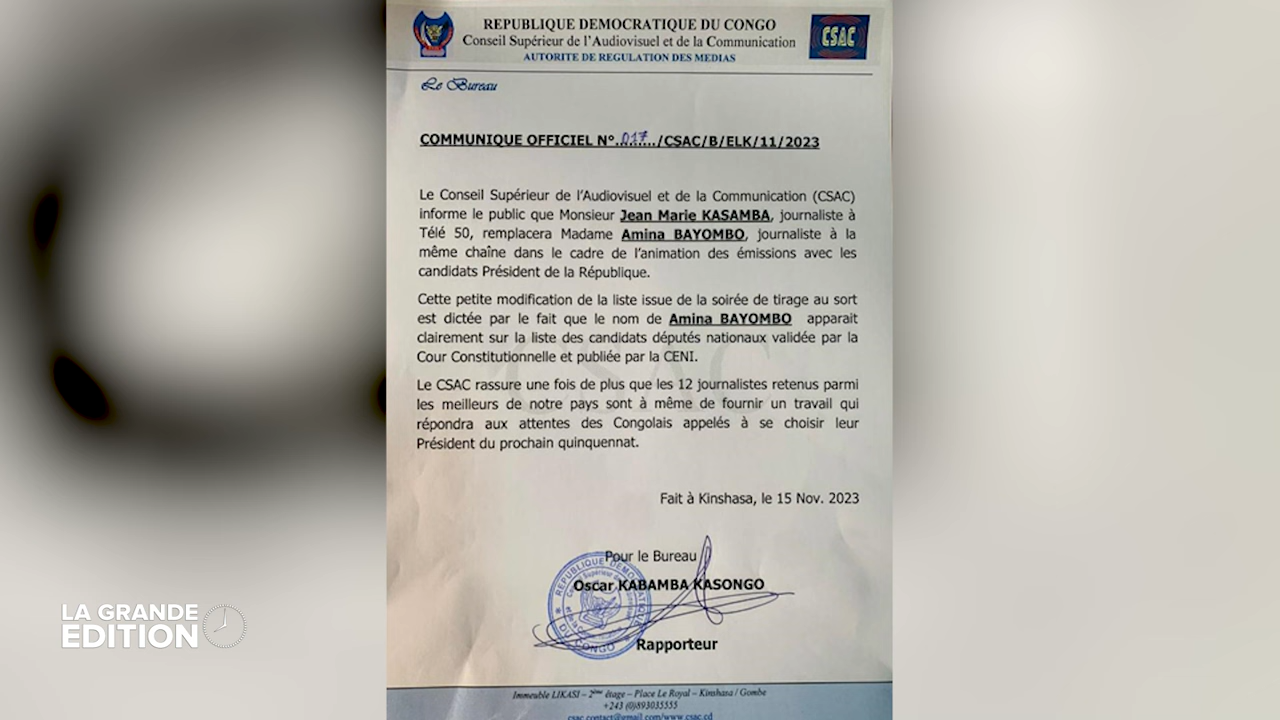 REPUBLIQUE DEMOCRATIQUE DU CONGO
Conseil Supérieur de l'Audiovisuel et de la Communication
AUTORITE DE REGULATION DES MEDIAS
CSAC
Le Bureau
COMMUNIQUE OFFICIEL N°..017../CSAC/B/ELK/11/2023
Le Conseil Supérieur de l'Audiovisuel et de la Communication (CSAC)
informe le public que Monsieur Jean Marie KASAMBA, journaliste à
Télé 50, remplacera Madame Amina BAYOMBO, journaliste à la
même chaîne dans le cadre de l'animation des émissions avec les
candidats Président de la République.
Cette petite modification de la liste issue de la soirée de tirage au sort
est dictée par le fait que le nom de Amina BAYOMBO apparait
clairement sur la liste des candidats députés nationaux validée par la
Cour Constitutionnelle et publiée par la CENI.
Le CSAC rassure une fois de plus que les 12 journalistes retenus parmi
les meilleurs de notre pays sont à même de fournir un travail qui
répondra aux attentes des Congolais appelés à se choisir leur
Président du prochain quinquennat.
CSAC
Fait à Kinshasa, le 15 Nov. 2023
Pour le Bureau
Oscar KABAMBA KASONGO
Rapporteur
REPUBLIQUE DEMOCRATIQUE
DU CONGO
Immeuble LIKASI – 2ème étage – Place Le Royal – Kinshasa / Gombe
+243 (0)893035555
csac.contact@gmail.com/www.csac.cd
LA GRANDE
EDITION